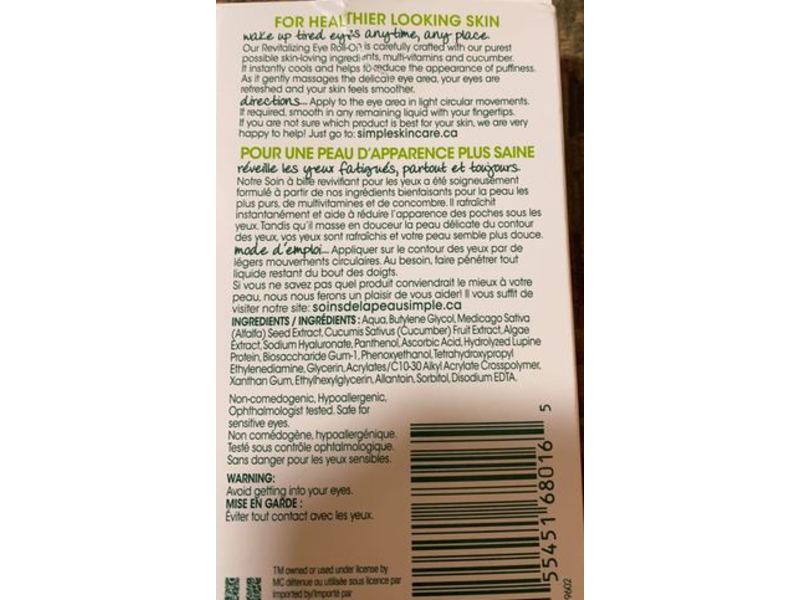 FOR HEALTHIER LOOKING SKIN
wake up tired eyes anytime, any place.
Our Revitalizing Eye Roll-On is carefully crafted with our purest
possible skin-loving ingredients, multi-vitamins and cucumber.
It instantly cools and helps to reduce the appearance of puffiness.
As it gently massages the delicate eye area, your eyes are
refreshed and your skin feels smoother.
directions... Apply to the eye area in light circular movements.
If required, smooth in any remaining liquid with your fingertips.
If you are not sure which product is best for your skin, we are very
happy to help! Just go to: simpleskincare.ca
POUR UNE PEAU D'APPARENCE PLUS SAINE
réveille les yeux fatigués, partout et toujours.
Notre Soin à bille revivifiant pour les yeux a été soigneusement
formulé à partir de nos ingrédients bienfaisants pour la peau les
plus purs, de multivitamines et de concombre. Il rafraîchit
instantanément et aide à réduire l'apparence des poches sous les
yeux. Tandis qu'il masse en douceur la peau délicate du contour
des yeux, vos yeux sont rafraîchis et votre peau semble plus douce.
mode d'emploi... Appliquer sur le contour des yeux par de
légers mouvements circulaires. Au besoin, faire pénétrer tout
liquide restant du bout des doigts.
Si vous ne savez pas quel produit conviendrait le mieux à votre
peau, nous nous ferons un plaisir de vous aider! Il vous suffit de
visiter notre site: soinsdelapeausimple.ca
INGREDIENTS / INGRÉDIENTS : Aqua, Butylene Glycol, Medicago Sativa
(Alfalfa) Seed Extract, Cucumis Sativus (Cucumber) Fruit Extract, Algae
Extract, Sodium Hyaluronate, Panthenol, Ascorbic Acid, Hydrolyzed Lupine
Protein, Biosaccharide Gum-1, Phenoxyethanol, Tetrahydroxypropyl
Ethylenediamine, Glycerin, Acrylates/C10-30 Alkyl Acrylate Crosspolymer,
Xanthan Gum, Ethylhexylglycerin, Allantoin, Sorbitol, Disodium EDTA.
Non-comedogenic, Hypoallergenic,
Ophthalmologist tested. Safe for
sensitive eyes.
Non comédogène, hypoallergénique.
Testé sous contrôle ophtalmologique.
Sans danger pour les yeux sensibles.
WARNING:
Avoid getting into your eyes.
MISE EN GARDE :
Éviter tout contact avec les yeux.
TM owned or used under license by
MC détenue ou utilisée sous licence par
imported by/importé par
55451 68016 5
9602